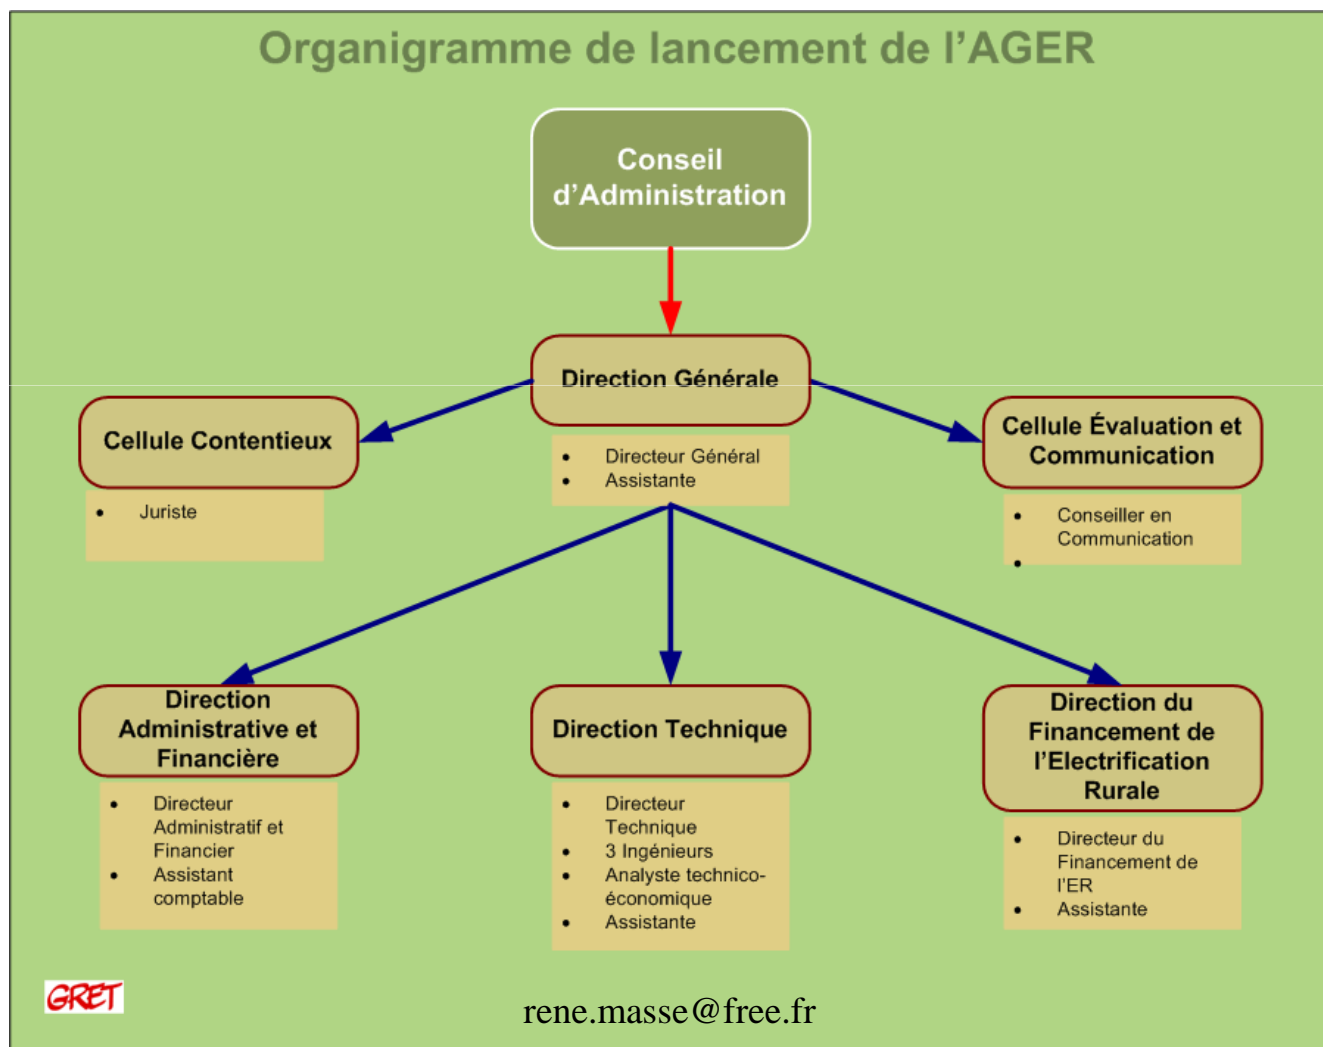 Organigramme de lancement de l’AGER
Conseil
d’Administration
Direction Générale
• Directeur Général
• Assistante
Cellule Contentieux
• Juriste
Cellule Évaluation et
Communication
• Conseiller en
Communication
•
Direction
Administrative et
Financière
• Directeur
Administratif et
Financier
• Assistant
comptable
Direction Technique
• Directeur
Technique
• 3 Ingénieurs
• Analyste technico-
économique
• Assistante
Direction du
Financement de
l’Electrification
Rurale
• Directeur du
Financement de
l’ER
• Assistante
GRET
rene.masse@free.fr